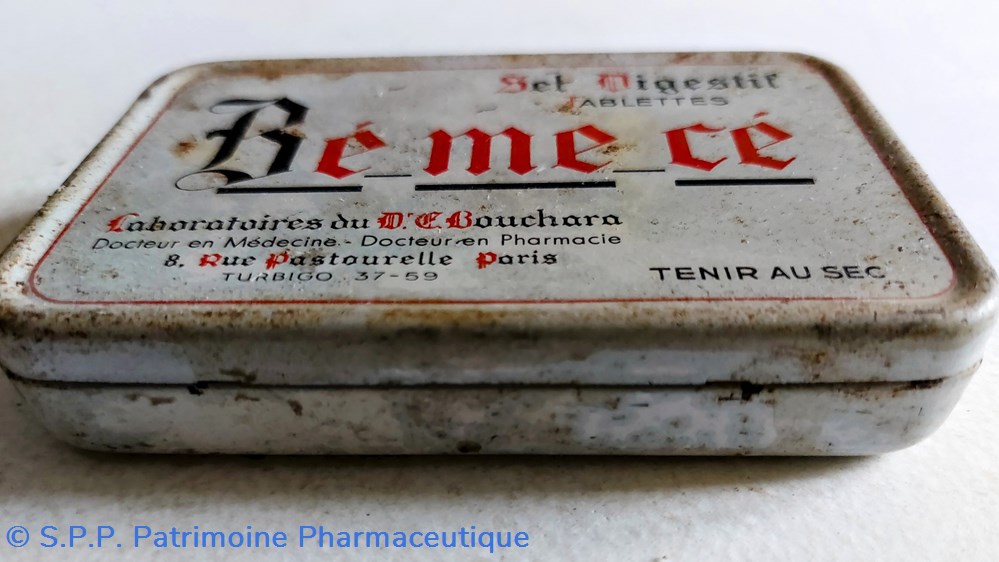 Sel Digestif
TABLETTES
Bé_me_cé
Laboratoires du Dr. E. Bouchara
Docteur en Médecine - Docteur en Pharmacie
8, Rue Pastourelle Paris
TURBIGO 37-59
TENIR AU SEC
© S.P.P. Patrimoine Pharmaceutique